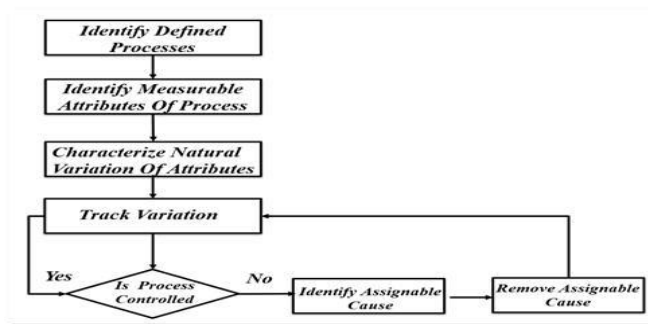 Identify Defined
Processes
Identify Measurable
Attributes Of Process
Characterize Natural
Variation Of Attributes
Track Variation
Yes
Is Process
Controlled
No
Identify Assignable
Cause
Remove Assignable
Cause